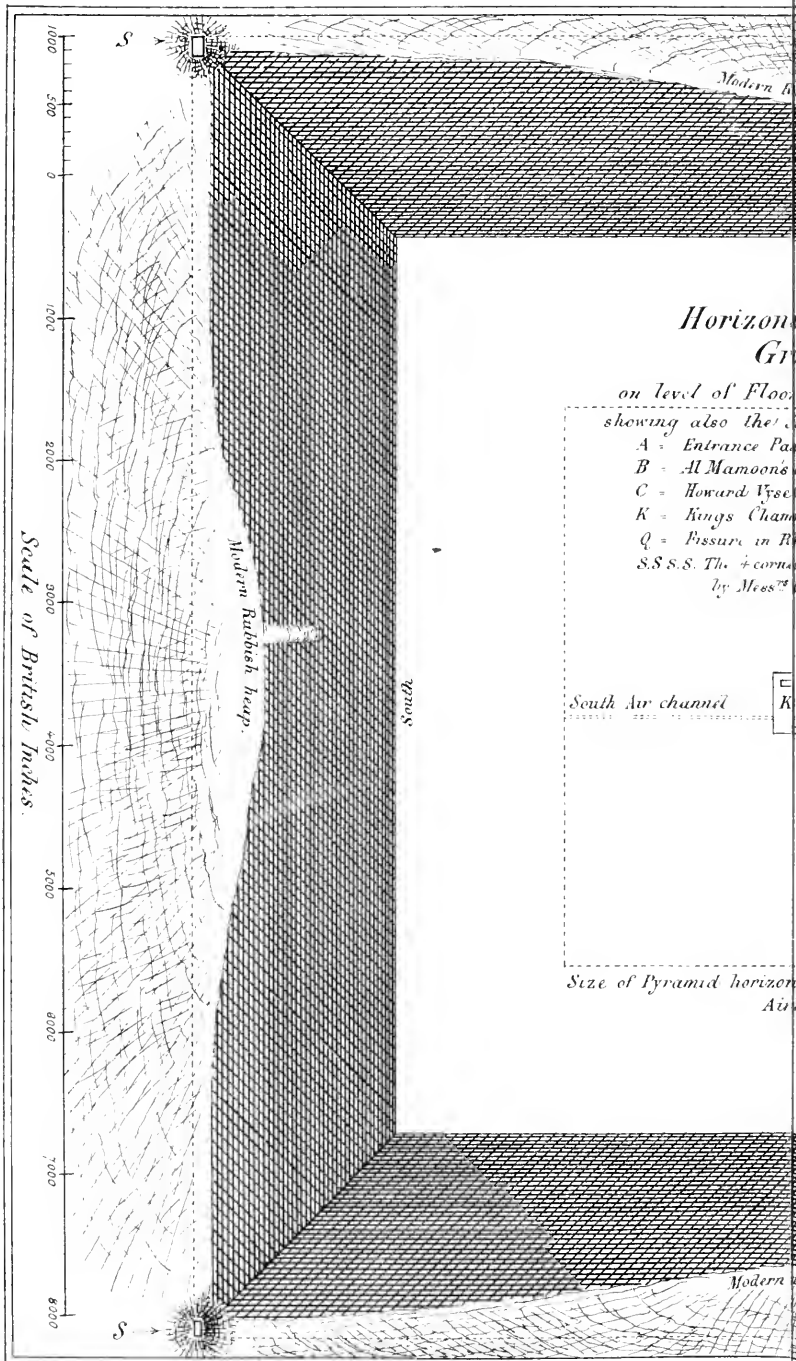 S
1000
500
0
1000
2000
3000
4000
5000
6000
7000
8000
Scale of British Inches.
S
Modern R
Modern Rubbish heap.
South
Horizon
Gr
on level of Floo
showing also the
A = Entrance Pa
B = Al Mamoon's
C = Howard Vyse
K = Kings Cham
Q = Fissure in R
S.S s.S. The 4 corn
by Mess.rs
South Air channel
K
Size of Pyramid horizon
Air
Modern